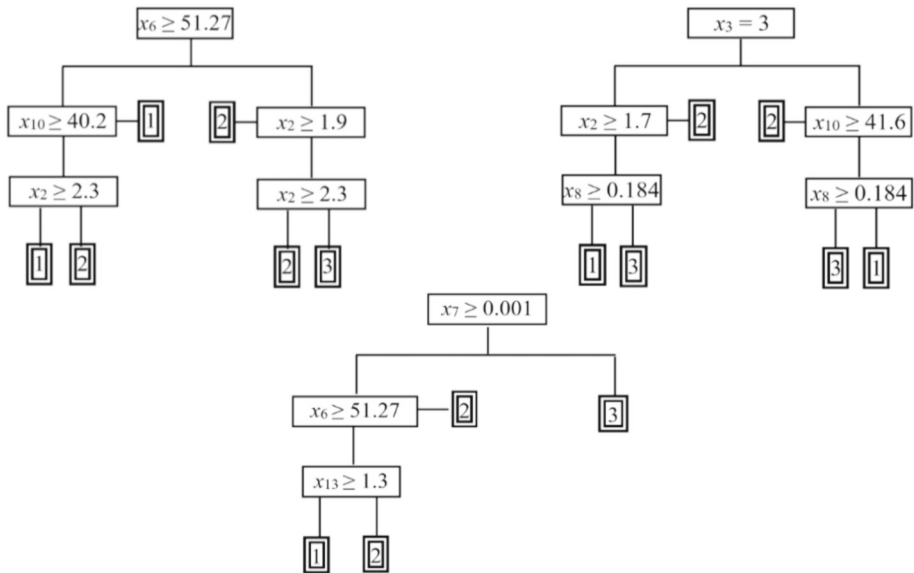 x6 ≥ 51.27
x10 ≥ 40.2
1
2
x2 ≥ 1.9
x2 ≥ 2.3
x2 ≥ 2.3
1
2
2
3
x3 = 3
x2 ≥ 1.7
2
2
x10 ≥ 41.6
x8 ≥ 0.184
x8 ≥ 0.184
1
3
3
1
x7 ≥ 0.001
x6 ≥ 51.27
2
3
x13 ≥ 1.3
1
2